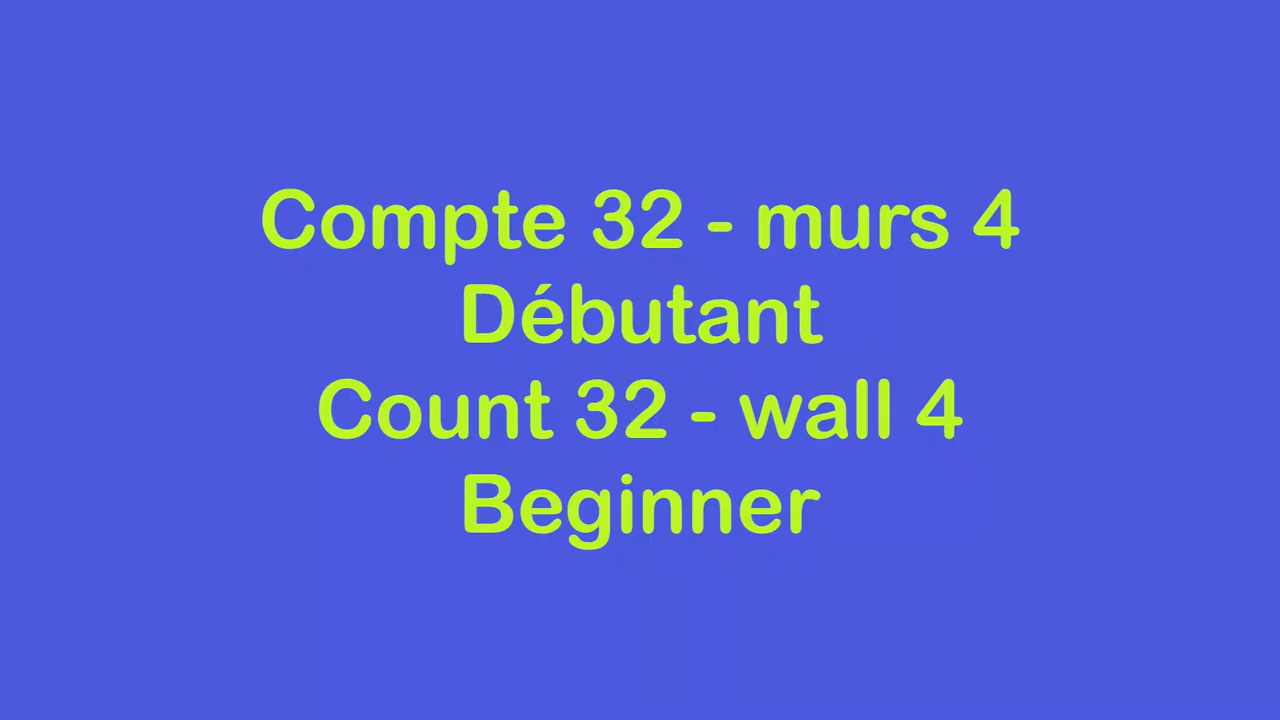 Compte 32 - murs 4
Débutant
Count 32 - wall 4
Beginner